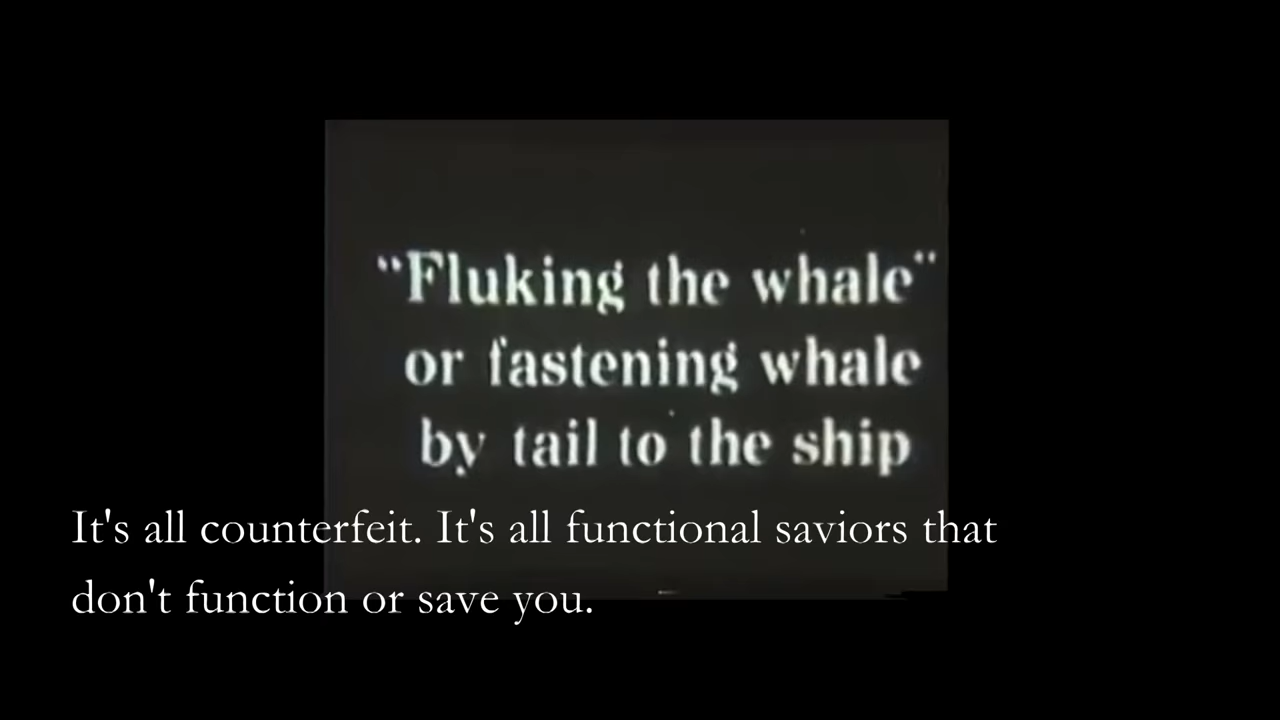 "Fluking the whale"
or fastening whale
by tail to the ship
It's all counterfeit. It's all functional saviors that
don't function or save you.